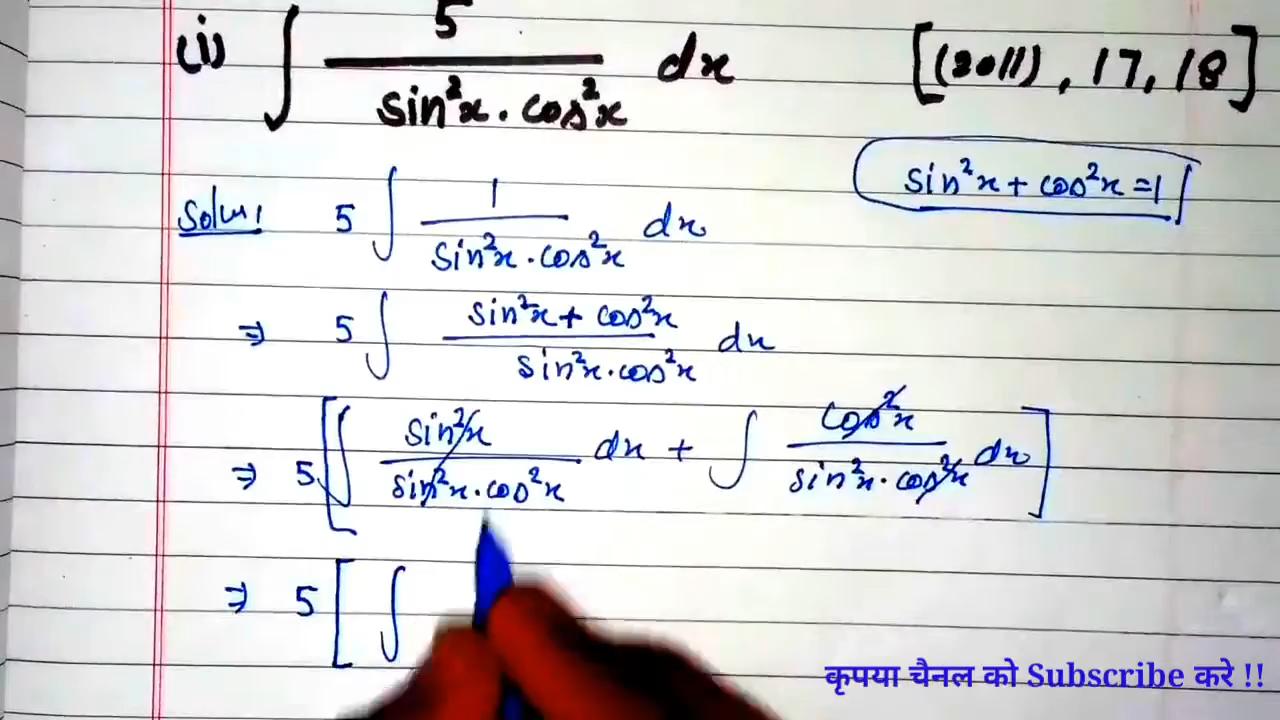 (i) ∫ 5 / sin²x · cos²x dx [(2011), 17, 18]
sin²x + cos²x = 1
Soln: 5 ∫ 1 / sin²x · cos²x dx
⇒ 5 ∫ sin²x + cos²x / sin²x · cos²x dx
⇒ 5 [∫ sin²x / sin²x · cos²x dx + ∫ cos²x / sin²x · cos²x dx]
⇒ 5 [ ∫
कृपया चैनल को Subscribe करे !!